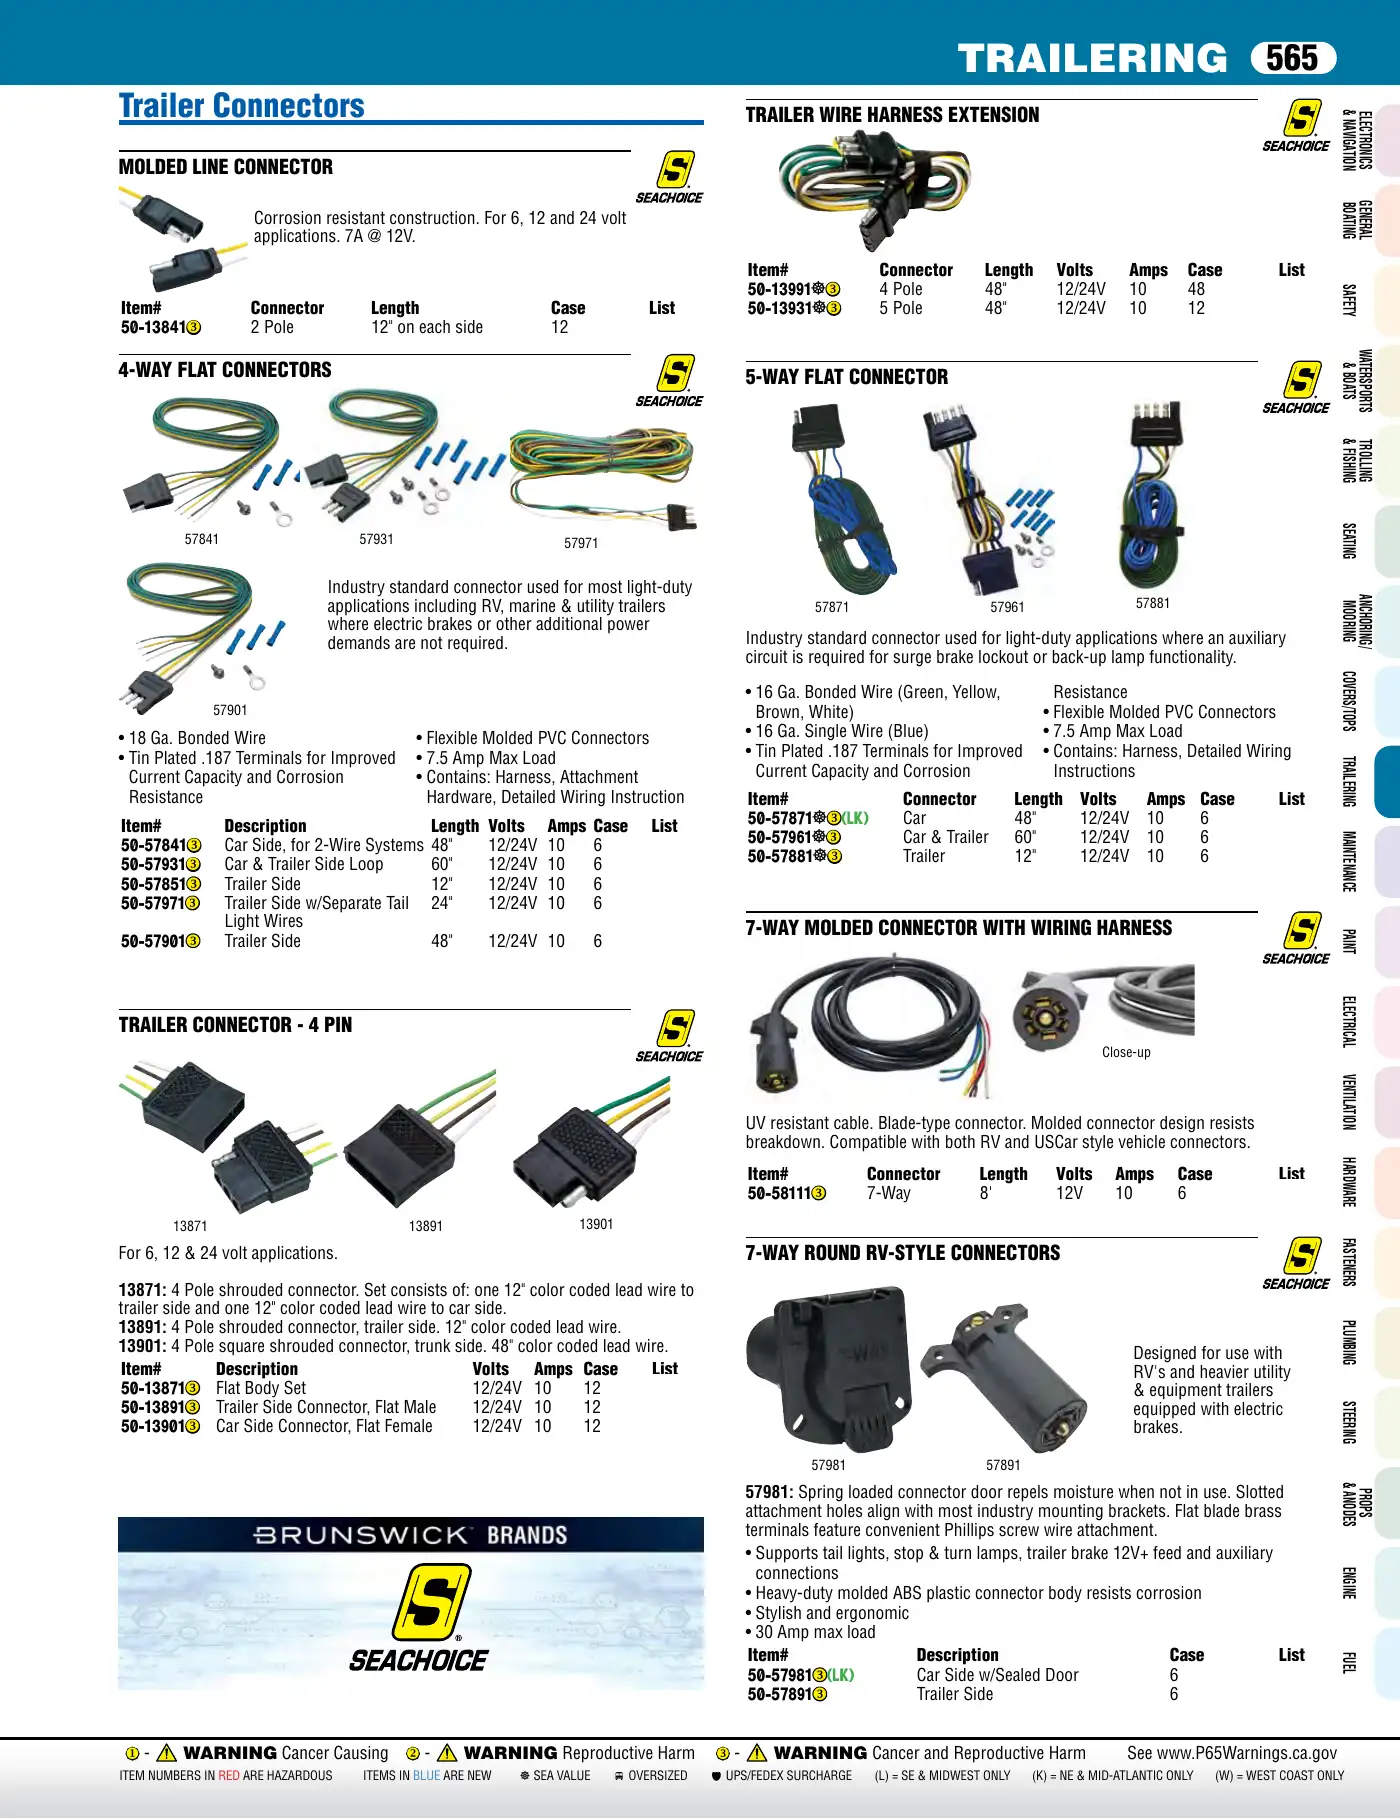 TRAILERING 565
Trailer Connectors
MOLDED LINE CONNECTOR
S
SEACHOICE
Corrosion resistant construction. For 6, 12 and 24 volt
applications. 7A @ 12V.
Item# Connector Length Case List
50-13841③ 2 Pole 12" on each side 12
4-WAY FLAT CONNECTORS
S
SEACHOICE
57841 57931 57971
Industry standard connector used for most light-duty
applications including RV, marine & utility trailers
where electric brakes or other additional power
demands are not required.
57901
• 18 Ga. Bonded Wire
• Tin Plated .187 Terminals for Improved
Current Capacity and Corrosion
Resistance
• Flexible Molded PVC Connectors
• 7.5 Amp Max Load
• Contains: Harness, Attachment
Hardware, Detailed Wiring Instruction
Item# Description Length Volts Amps Case List
50-57841③ Car Side, for 2-Wire Systems 48" 12/24V 10 6
50-57931③ Car & Trailer Side Loop 60" 12/24V 10 6
50-57851③ Trailer Side 12" 12/24V 10 6
50-57971③ Trailer Side w/Separate Tail 24" 12/24V 10 6
Light Wires
50-57901③ Trailer Side 48" 12/24V 10 6
TRAILER CONNECTOR - 4 PIN
S
SEACHOICE
13871 13891 13901
For 6, 12 & 24 volt applications.
13871: 4 Pole shrouded connector. Set consists of: one 12" color coded lead wire to
trailer side and one 12" color coded lead wire to car side.
13891: 4 Pole shrouded connector, trailer side. 12" color coded lead wire.
13901: 4 Pole square shrouded connector, trunk side. 48" color coded lead wire.
Item# Description Volts Amps Case List
50-13871③ Flat Body Set 12/24V 10 12
50-13891③ Trailer Side Connector, Flat Male 12/24V 10 12
50-13901③ Car Side Connector, Flat Female 12/24V 10 12
BRUNSWICK BRANDS
S®
SEACHOICE
TRAILER WIRE HARNESS EXTENSION
S
SEACHOICE
Item# Connector Length Volts Amps Case List
50-13991☸③ 4 Pole 48" 12/24V 10 48
50-13931☸③ 5 Pole 48" 12/24V 10 12
5-WAY FLAT CONNECTOR
S
SEACHOICE
57871 57961 57881
Industry standard connector used for light-duty applications where an auxiliary
circuit is required for surge brake lockout or back-up lamp functionality.
• 16 Ga. Bonded Wire (Green, Yellow,
Brown, White)
• 16 Ga. Single Wire (Blue)
• Tin Plated .187 Terminals for Improved
Current Capacity and Corrosion
Resistance
• Flexible Molded PVC Connectors
• 7.5 Amp Max Load
• Contains: Harness, Detailed Wiring
Instructions
Item# Connector Length Volts Amps Case List
50-57871☸③(LK) Car 48" 12/24V 10 6
50-57961☸③ Car & Trailer 60" 12/24V 10 6
50-57881☸③ Trailer 12" 12/24V 10 6
7-WAY MOLDED CONNECTOR WITH WIRING HARNESS
S
SEACHOICE
Close-up
UV resistant cable. Blade-type connector. Molded connector design resists
breakdown. Compatible with both RV and USCar style vehicle connectors.
Item# Connector Length Volts Amps Case List
50-58111③ 7-Way 8' 12V 10 6
7-WAY ROUND RV-STYLE CONNECTORS
S
SEACHOICE
Designed for use with
RV's and heavier utility
& equipment trailers
equipped with electric
brakes.
57981 57891
57981: Spring loaded connector door repels moisture when not in use. Slotted
attachment holes align with most industry mounting brackets. Flat blade brass
terminals feature convenient Phillips screw wire attachment.
• Supports tail lights, stop & turn lamps, trailer brake 12V+ feed and auxiliary
connections
• Heavy-duty molded ABS plastic connector body resists corrosion
• Stylish and ergonomic
• 30 Amp max load
Item# Description Case List
50-57981③(LK) Car Side w/Sealed Door 6
50-57891③ Trailer Side 6
ELECTRONICS
& NAVIGATION
GENERAL
BOATING
SAFETY
WATERSPORTS
& BOATS
TROLLING
& FISHING
SEATING
ANCHORING/
MOORING
COVERS/TOPS
TRAILERING
MAINTENANCE
PAINT
ELECTRICAL
VENTILATION
HARDWARE
FASTENERS
PLUMBING
STEERING
PROPS
& ANODES
ENGINE
FUEL
① - ⚠ WARNING Cancer Causing ② - ⚠ WARNING Reproductive Harm ③ - ⚠ WARNING Cancer and Reproductive Harm See www.P65Warnings.ca.gov
ITEM NUMBERS IN RED ARE HAZARDOUS ITEMS IN BLUE ARE NEW ☸ SEA VALUE OVERSIZED UPS/FEDEX SURCHARGE (L) = SE & MIDWEST ONLY (K) = NE & MID-ATLANTIC ONLY (W) = WEST COAST ONLY